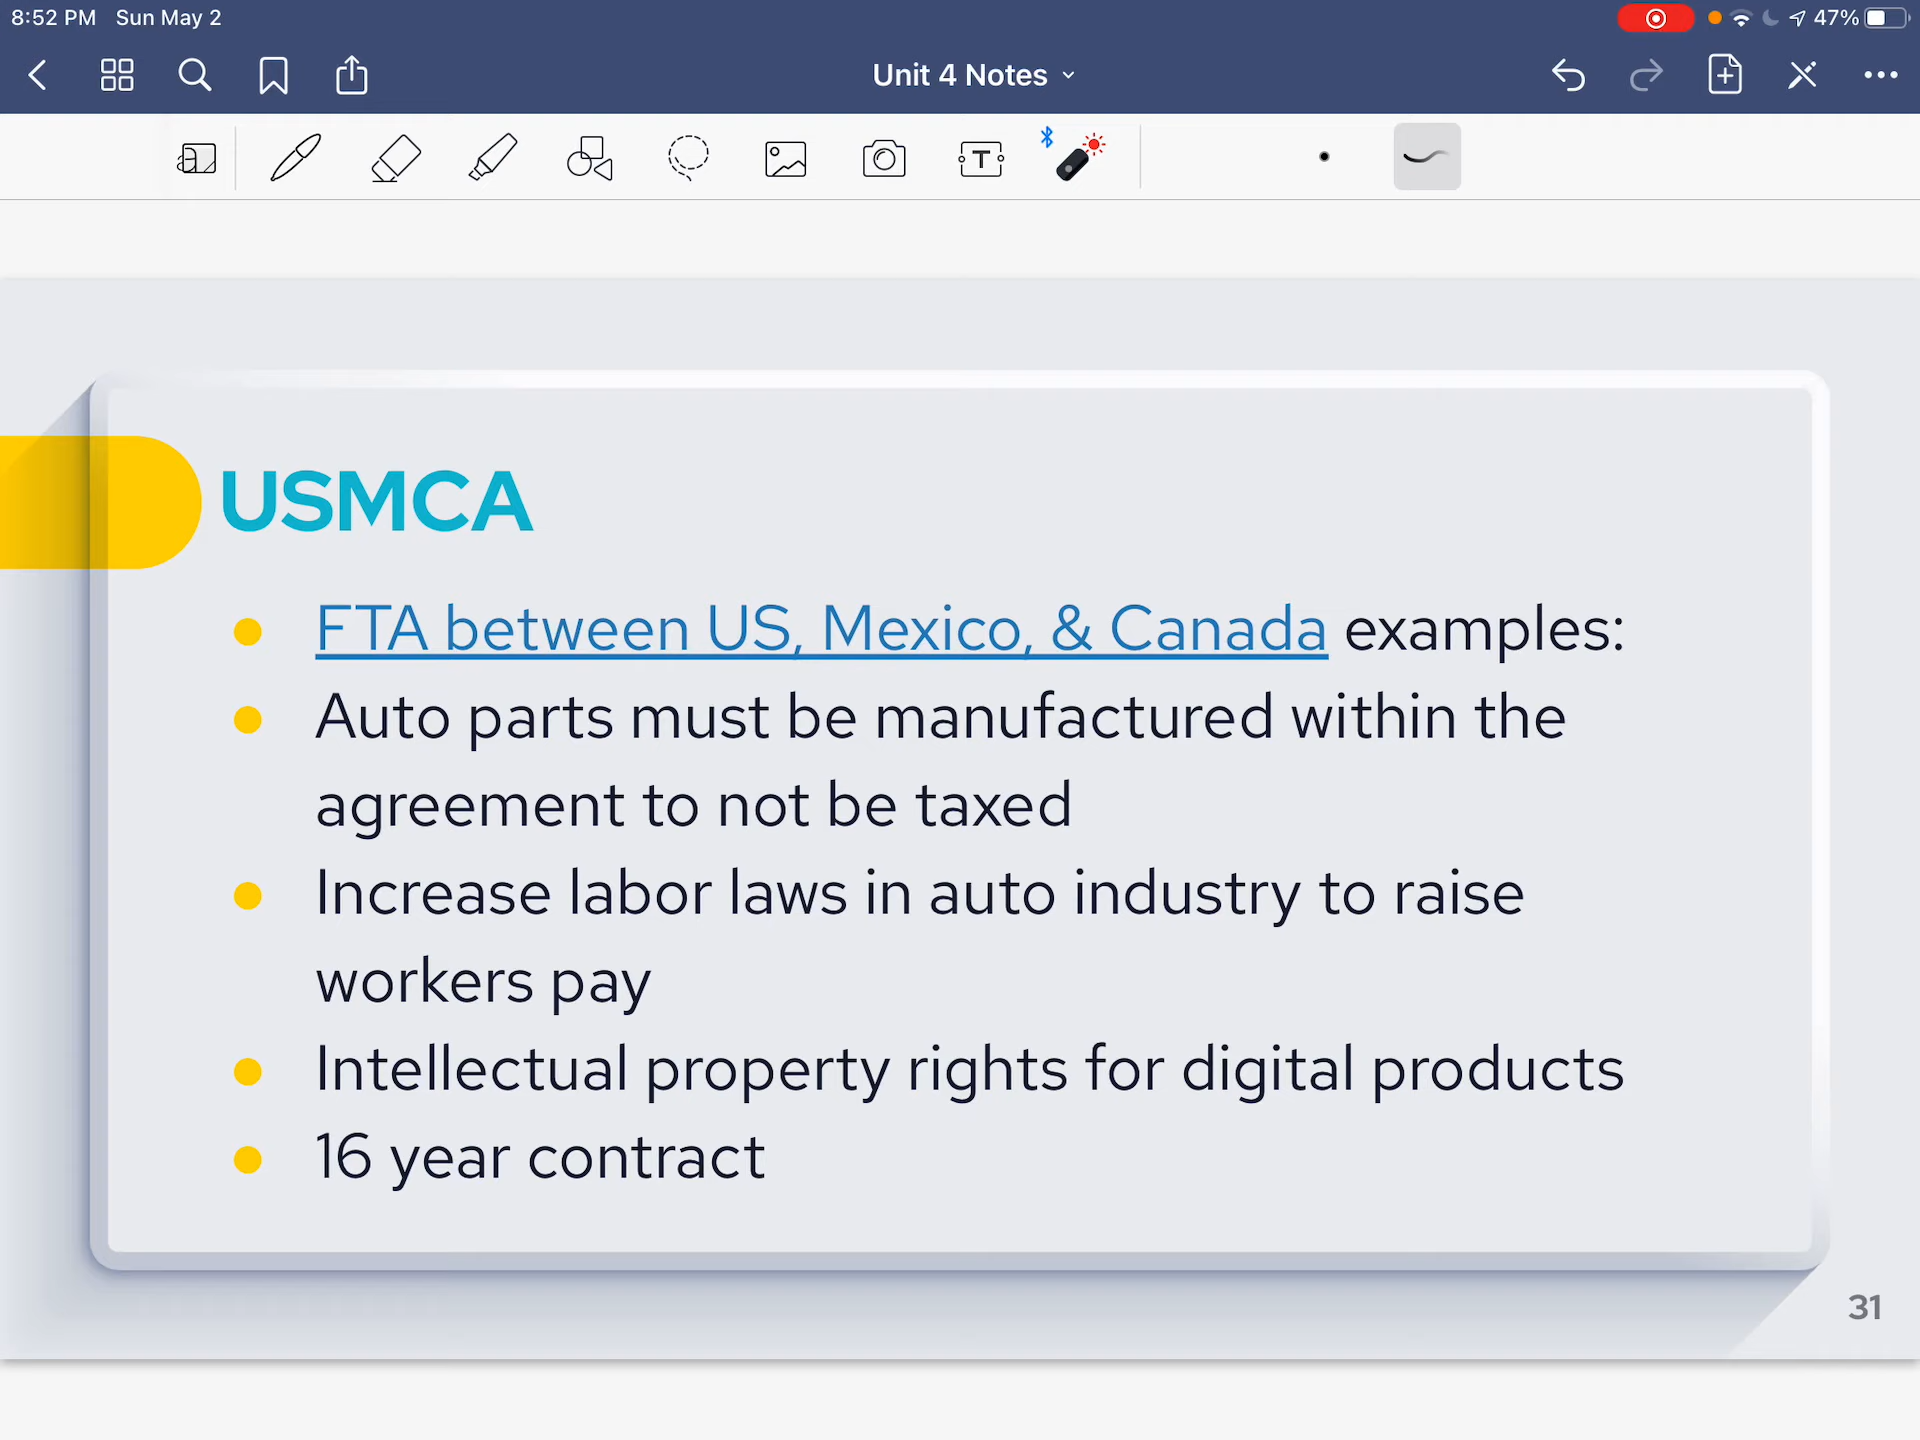 8:52 PM Sun May 2
47%
Unit 4 Notes
T
USMCA
FTA between US, Mexico, & Canada examples:
Auto parts must be manufactured within the
agreement to not be taxed
Increase labor laws in auto industry to raise
workers pay
Intellectual property rights for digital products
16 year contract
31